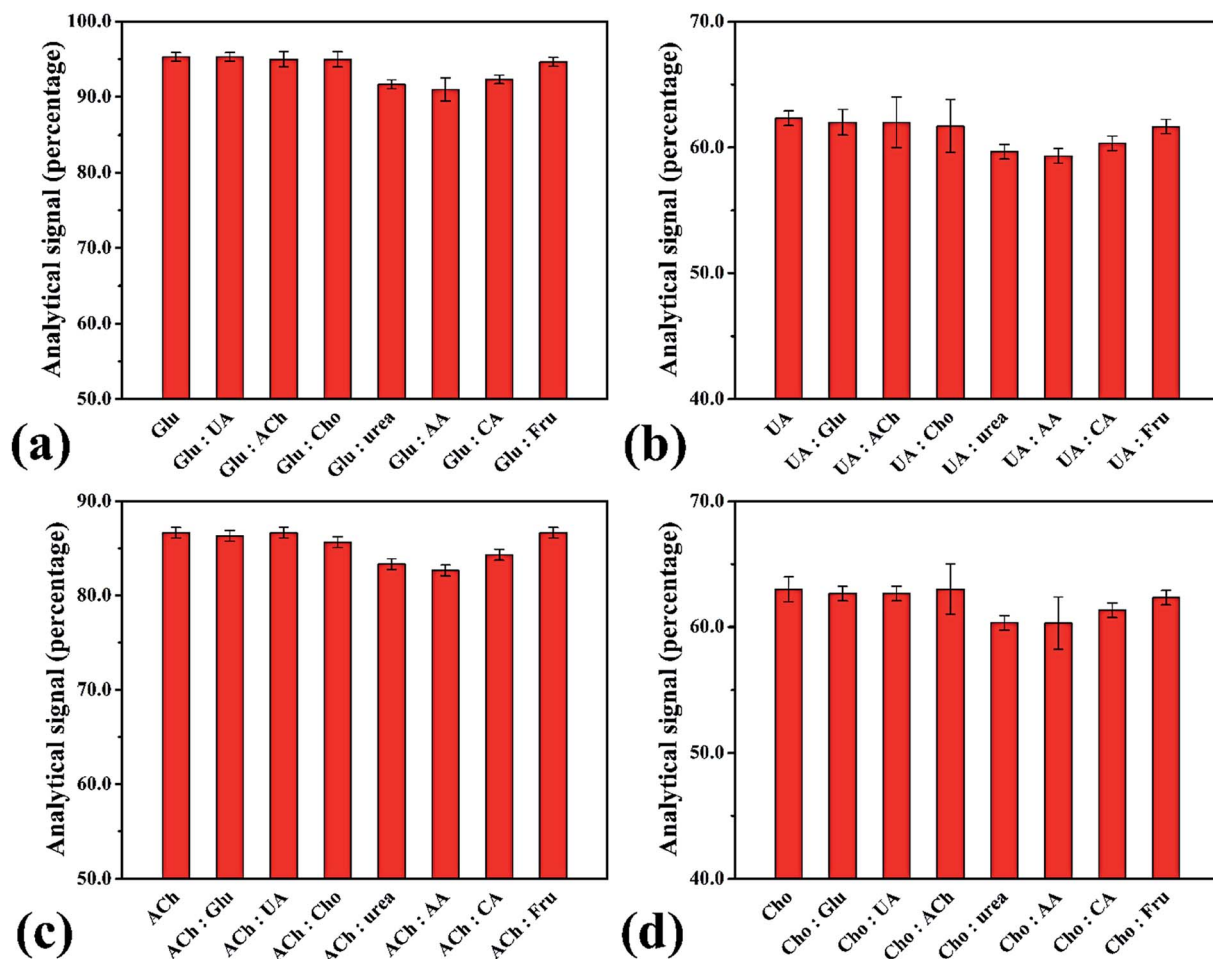 Analytical signal (percentage)
100.0
90.0
80.0
70.0
60.0
50.0
Glu
Glu : UA
Glu : ACh
Glu : Cho
Glu : urea
Glu : AA
Glu : CA
Glu : Fru
(a)
Analytical signal (percentage)
70.0
60.0
50.0
40.0
UA
UA : Glu
UA : ACh
UA : Cho
UA : urea
UA : AA
UA : CA
UA : Fru
(b)
Analytical signal (percentage)
90.0
80.0
70.0
60.0
50.0
ACh
ACh : Glu
ACh : UA
ACh : Cho
ACh : urea
ACh : AA
ACh : CA
ACh : Fru
(c)
Analytical signal (percentage)
70.0
60.0
50.0
40.0
Cho
Cho : Glu
Cho : UA
Cho : ACh
Cho : urea
Cho : AA
Cho : CA
Cho : Fru
(d)